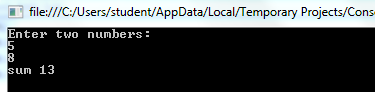 file:///C:/Users/student/AppData/Local/Temporary Projects/Cons
Enter two numbers:
5
8
sum 13